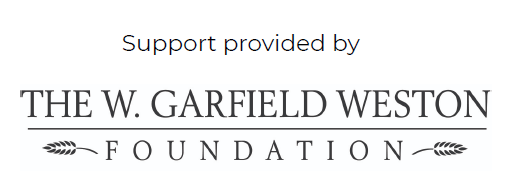 Support provided by
THE W. GARFIELD WESTON
FOUNDATION